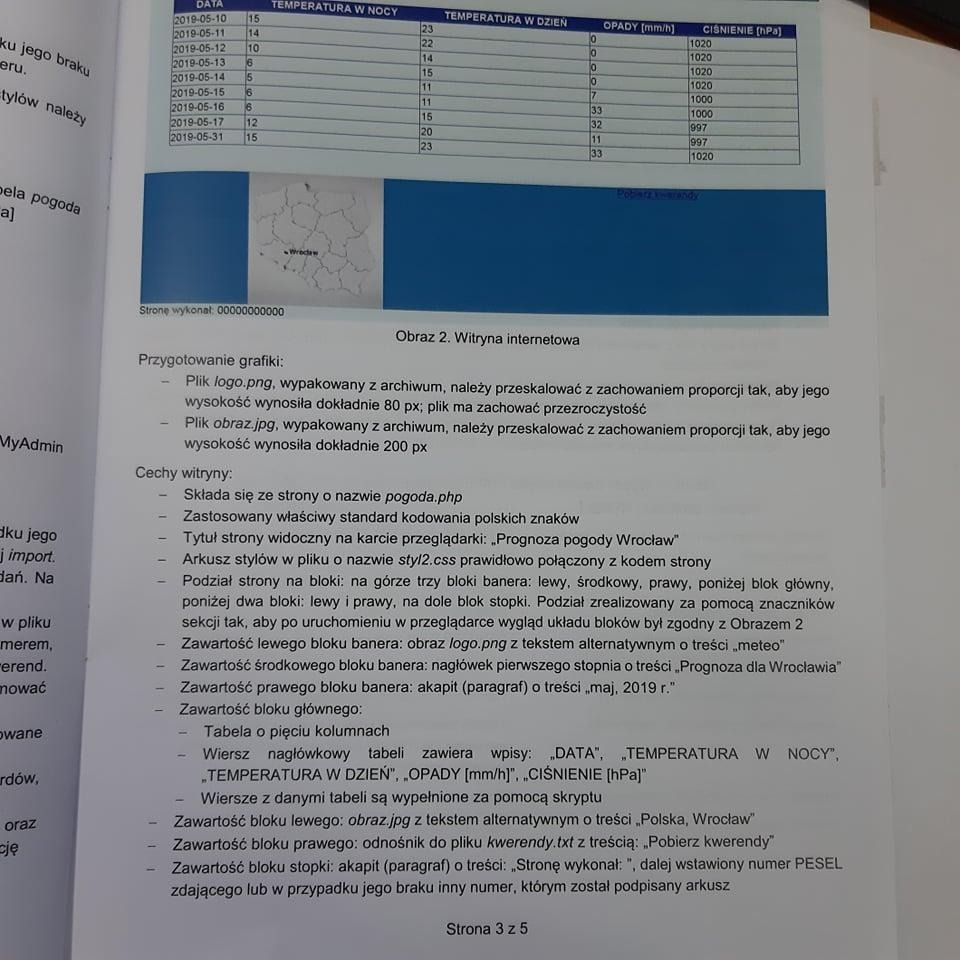 ku jego braku
eru.
tylów należy
bela pogoda
a]
MyAdmin
dku jego
j import.
dań. Na
w pliku
merem,
erend.
mować
owane
rdów,
oraz
cję
DATA TEMPERATURA W NOCY TEMPERATURA W DZIEŃ OPADY [mm/h] CIŚNIENIE [hPa]
2019-05-10 15 23 0 1020
2019-05-11 14 22 0 1020
2019-05-12 10 14 0 1020
2019-05-13 6 15 0 1020
2019-05-14 5 11 7 1000
2019-05-15 6 11 33 1000
2019-05-16 6 15 32 997
2019-05-17 12 20 11 997
2019-05-31 15 23 33 1020
Pobierz kwerendy
Wrocław
Stronę wykonał: 00000000000
Obraz 2. Witryna internetowa
Przygotowanie grafiki:
– Plik logo.png, wypakowany z archiwum, należy przeskalować z zachowaniem proporcji tak, aby jego
wysokość wynosiła dokładnie 80 px; plik ma zachować przezroczystość
– Plik obraz.jpg, wypakowany z archiwum, należy przeskalować z zachowaniem proporcji tak, aby jego
wysokość wynosiła dokładnie 200 px
Cechy witryny:
– Składa się ze strony o nazwie pogoda.php
– Zastosowany właściwy standard kodowania polskich znaków
– Tytuł strony widoczny na karcie przeglądarki: „Prognoza pogody Wrocław”
– Arkusz stylów w pliku o nazwie styl2.css prawidłowo połączony z kodem strony
– Podział strony na bloki: na górze trzy bloki banera: lewy, środkowy, prawy, poniżej blok główny,
poniżej dwa bloki: lewy i prawy, na dole blok stopki. Podział zrealizowany za pomocą znaczników
sekcji tak, aby po uruchomieniu w przeglądarce wygląd układu bloków był zgodny z Obrazem 2
– Zawartość lewego bloku banera: obraz logo.png z tekstem alternatywnym o treści „meteo”
– Zawartość środkowego bloku banera: nagłówek pierwszego stopnia o treści „Prognoza dla Wrocławia”
– Zawartość prawego bloku banera: akapit (paragraf) o treści „maj, 2019 r.”
– Zawartość bloku głównego:
– Tabela o pięciu kolumnach
– Wiersz nagłówkowy tabeli zawiera wpisy: „DATA”, „TEMPERATURA W NOCY”,
„TEMPERATURA W DZIEŃ”, „OPADY [mm/h]”, „CIŚNIENIE [hPa]”
– Wiersze z danymi tabeli są wypełnione za pomocą skryptu
– Zawartość bloku lewego: obraz.jpg z tekstem alternatywnym o treści „Polska, Wrocław”
– Zawartość bloku prawego: odnośnik do pliku kwerendy.txt z treścią: „Pobierz kwerendy”
– Zawartość bloku stopki: akapit (paragraf) o treści: „Stronę wykonał: ”, dalej wstawiony numer PESEL
zdającego lub w przypadku jego braku inny numer, którym został podpisany arkusz
Strona 3 z 5